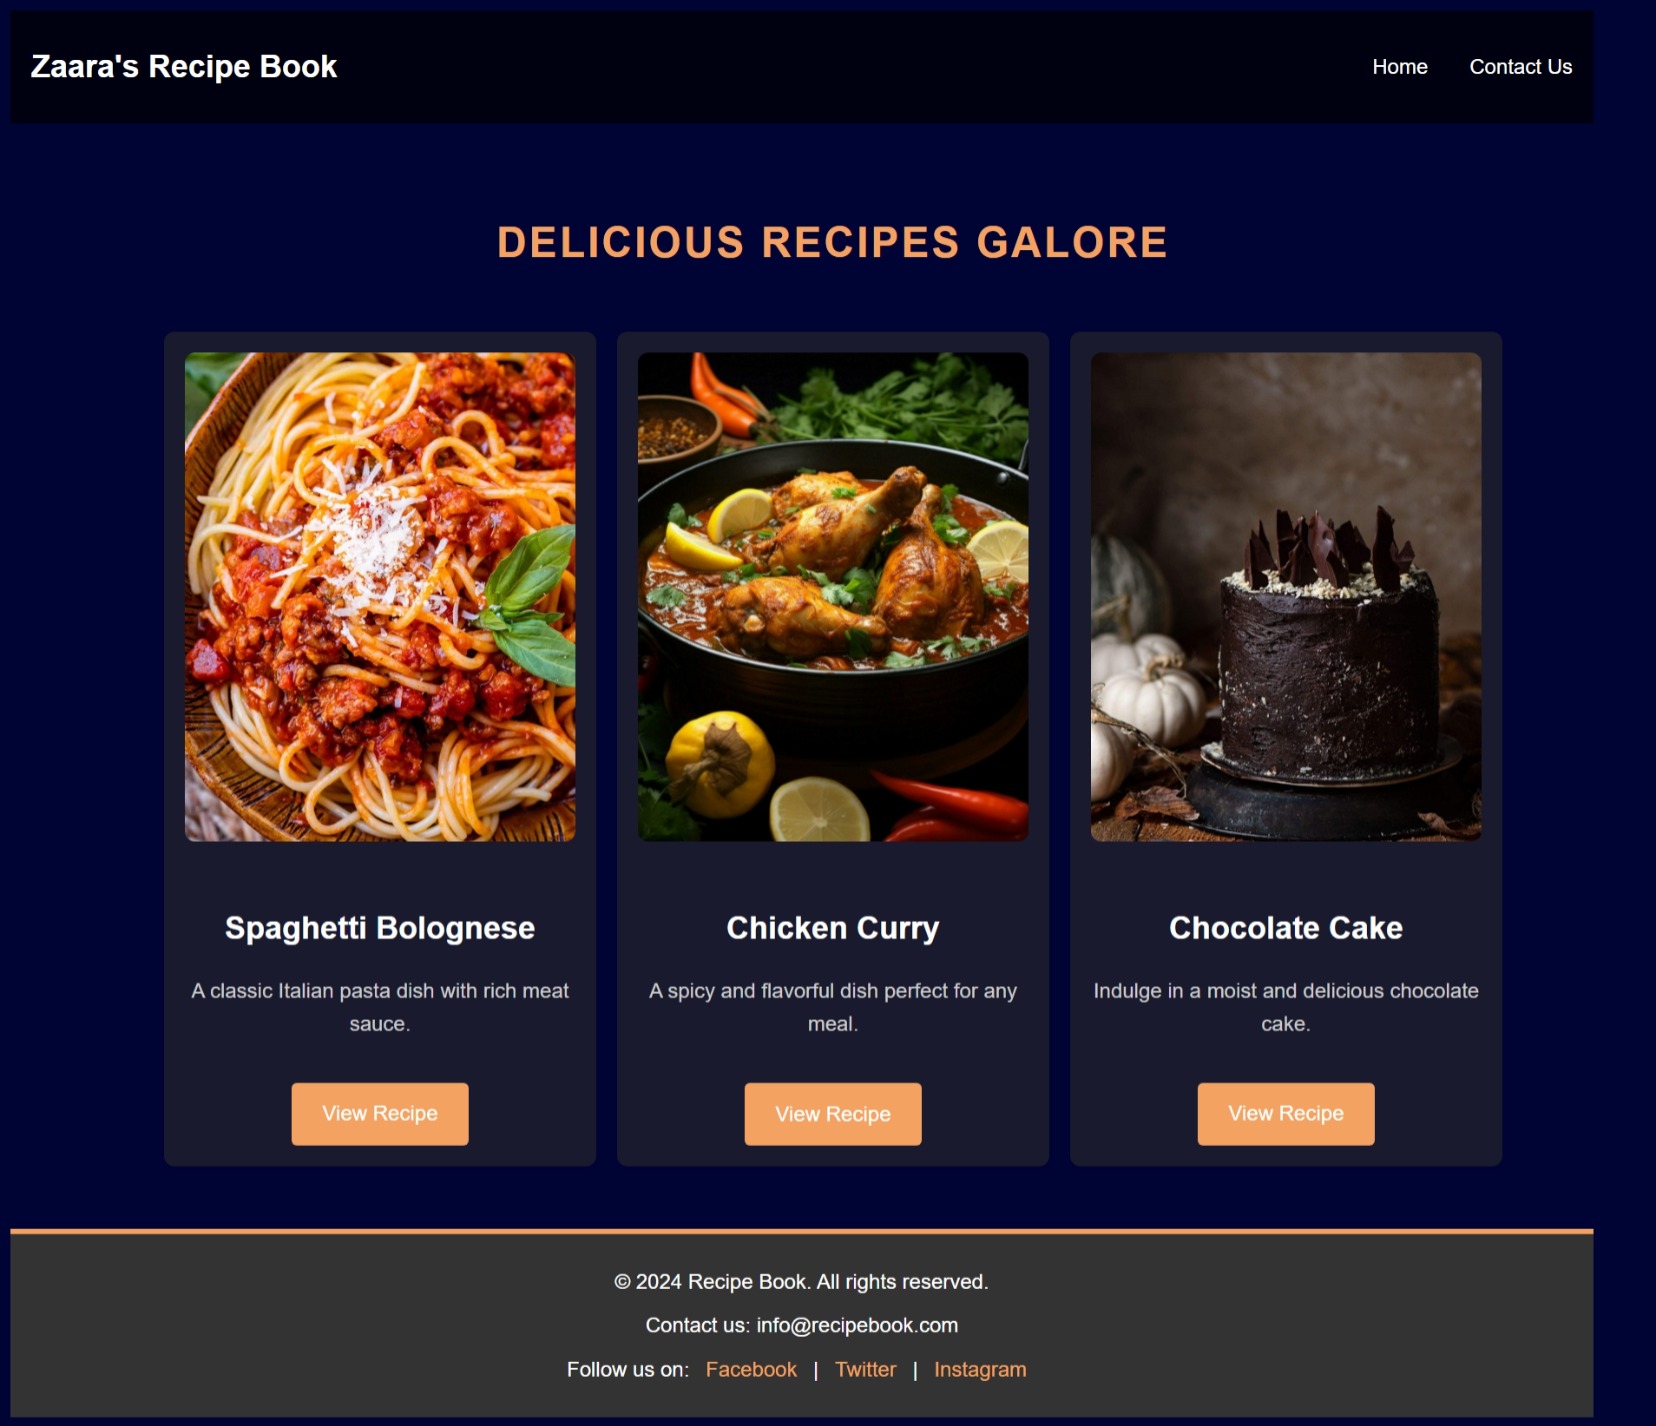 Zaara's Recipe Book
Home
Contact Us
DELICIOUS RECIPES GALORE
Spaghetti Bolognese
A classic Italian pasta dish with rich meat
sauce.
View Recipe
Chicken Curry
A spicy and flavorful dish perfect for any
meal.
View Recipe
Chocolate Cake
Indulge in a moist and delicious chocolate
cake.
View Recipe
© 2024 Recipe Book. All rights reserved.
Contact us: info@recipebook.com
Follow us on: Facebook | Twitter | Instagram